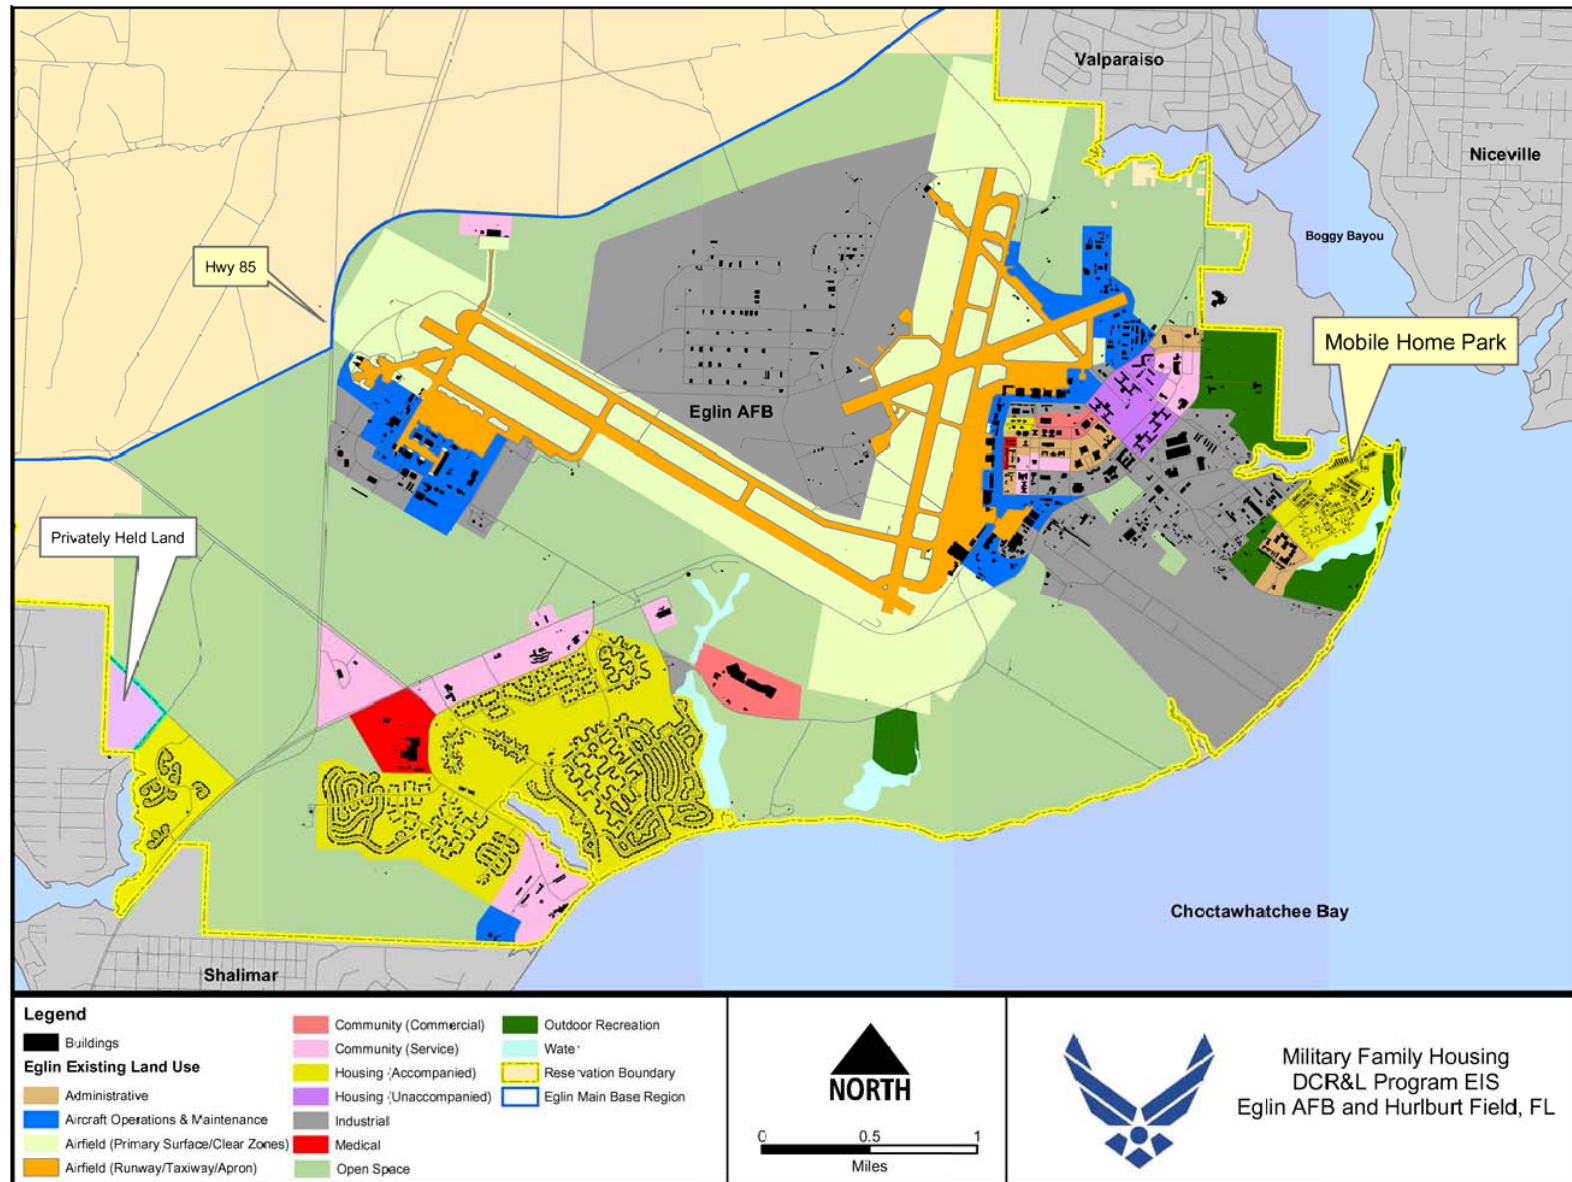 Valparaiso
Niceville
Boggy Bayou
Hwy 85
Mobile Home Park
Eglin AFB
Privately Held Land
Choctawhatchee Bay
Shalimar
Legend
Buildings
Eglin Existing Land Use
Administrative
Aircraft Operations & Maintenance
Airfield (Primary Surface/Clear Zones)
Airfield (Runway/Taxiway/Apron)
Community (Commercial)
Community (Service)
Housing (Accompanied)
Housing (Unaccompanied)
Industrial
Medical
Open Space
Outdoor Recreation
Water
Reservation Boundary
Eglin Main Base Region
NORTH
0 0.5 1
Miles
Military Family Housing
DCR&L Program EIS
Eglin AFB and Hurlburt Field, FL